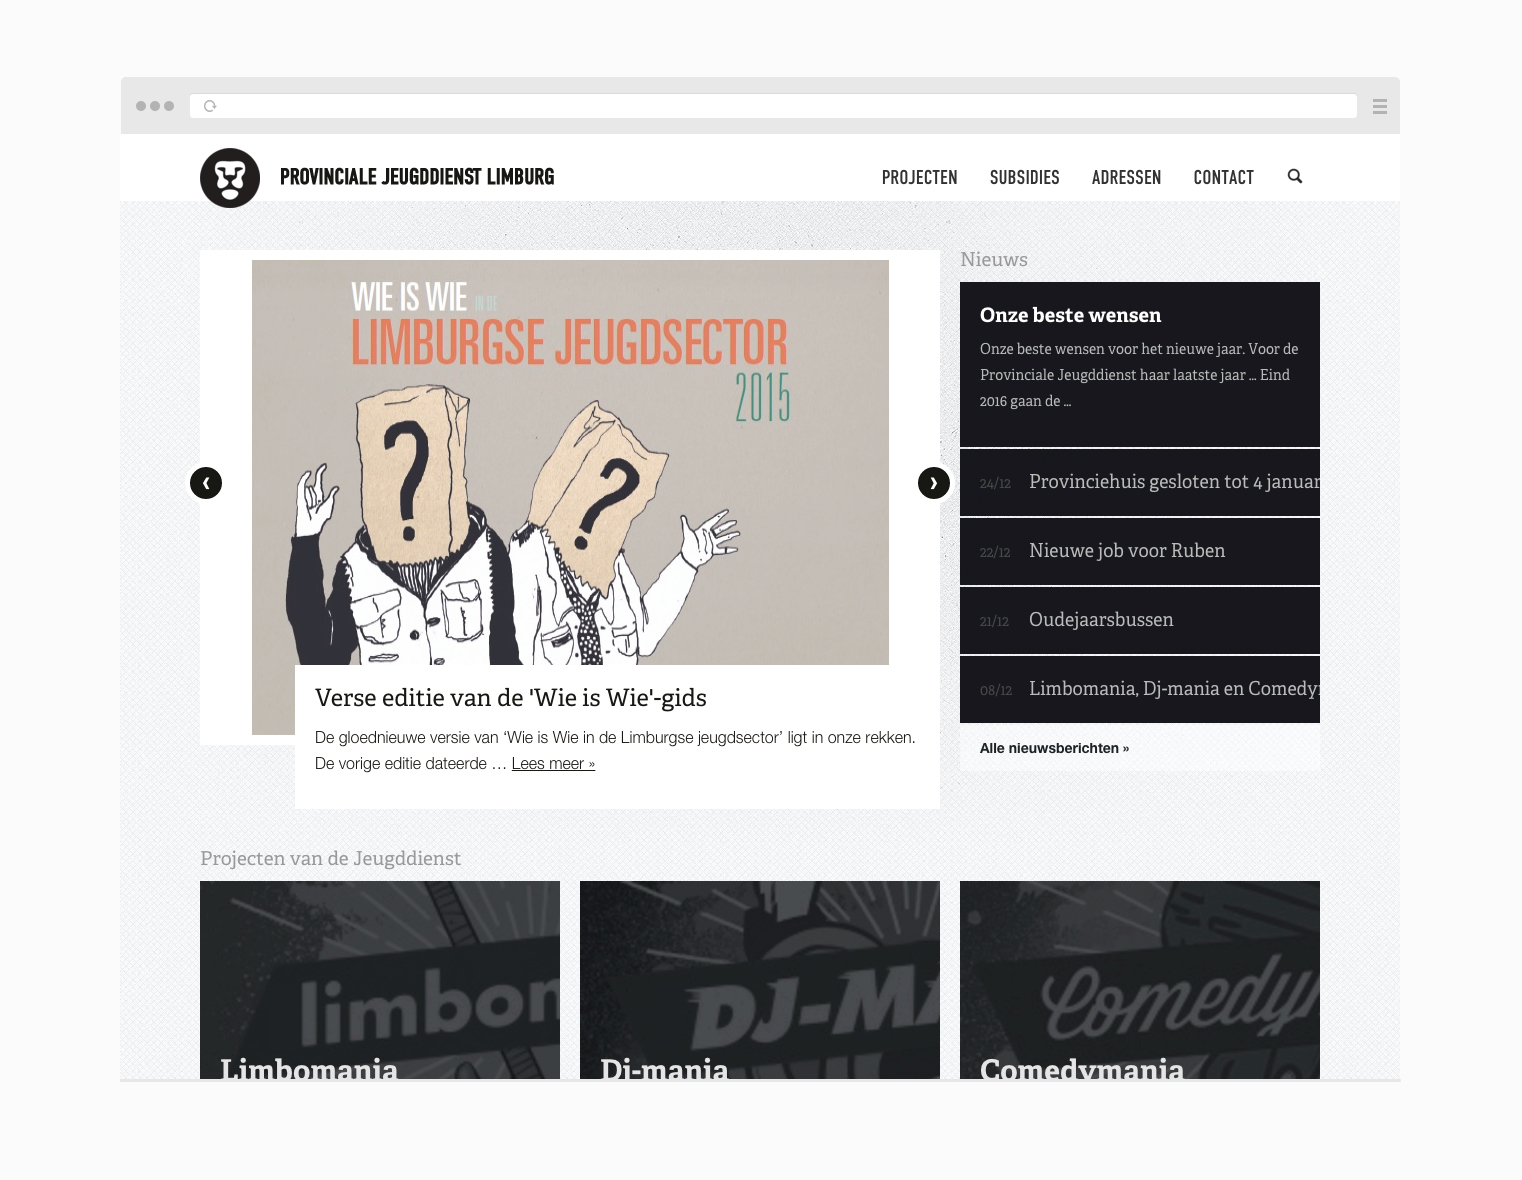 PROVINCIALE JEUGDDIENST LIMBURG
PROJECTEN
SUBSIDIES
ADRESSEN
CONTACT
WIE IS WIE IN DE
LIMBURGSE JEUGDSECTOR
2015
?
?
Verse editie van de 'Wie is Wie'-gids
De gloednieuwe versie van ‘Wie is Wie in de Limburgse jeugdsector’ ligt in onze rekken.
De vorige editie dateerde … Lees meer »
Nieuws
Onze beste wensen
Onze beste wensen voor het nieuwe jaar. Voor de
Provinciale Jeugddienst haar laatste jaar … Eind
2016 gaan de …
24/12 Provinciehuis gesloten tot 4 januar
22/12 Nieuwe job voor Ruben
21/12 Oudejaarsbussen
08/12 Limbomania, Dj-mania en Comedy
Alle nieuwsberichten »
Projecten van de Jeugddienst
limbon
Limbomania
DJ-MA
Dj-mania
Comedy
Comedymania